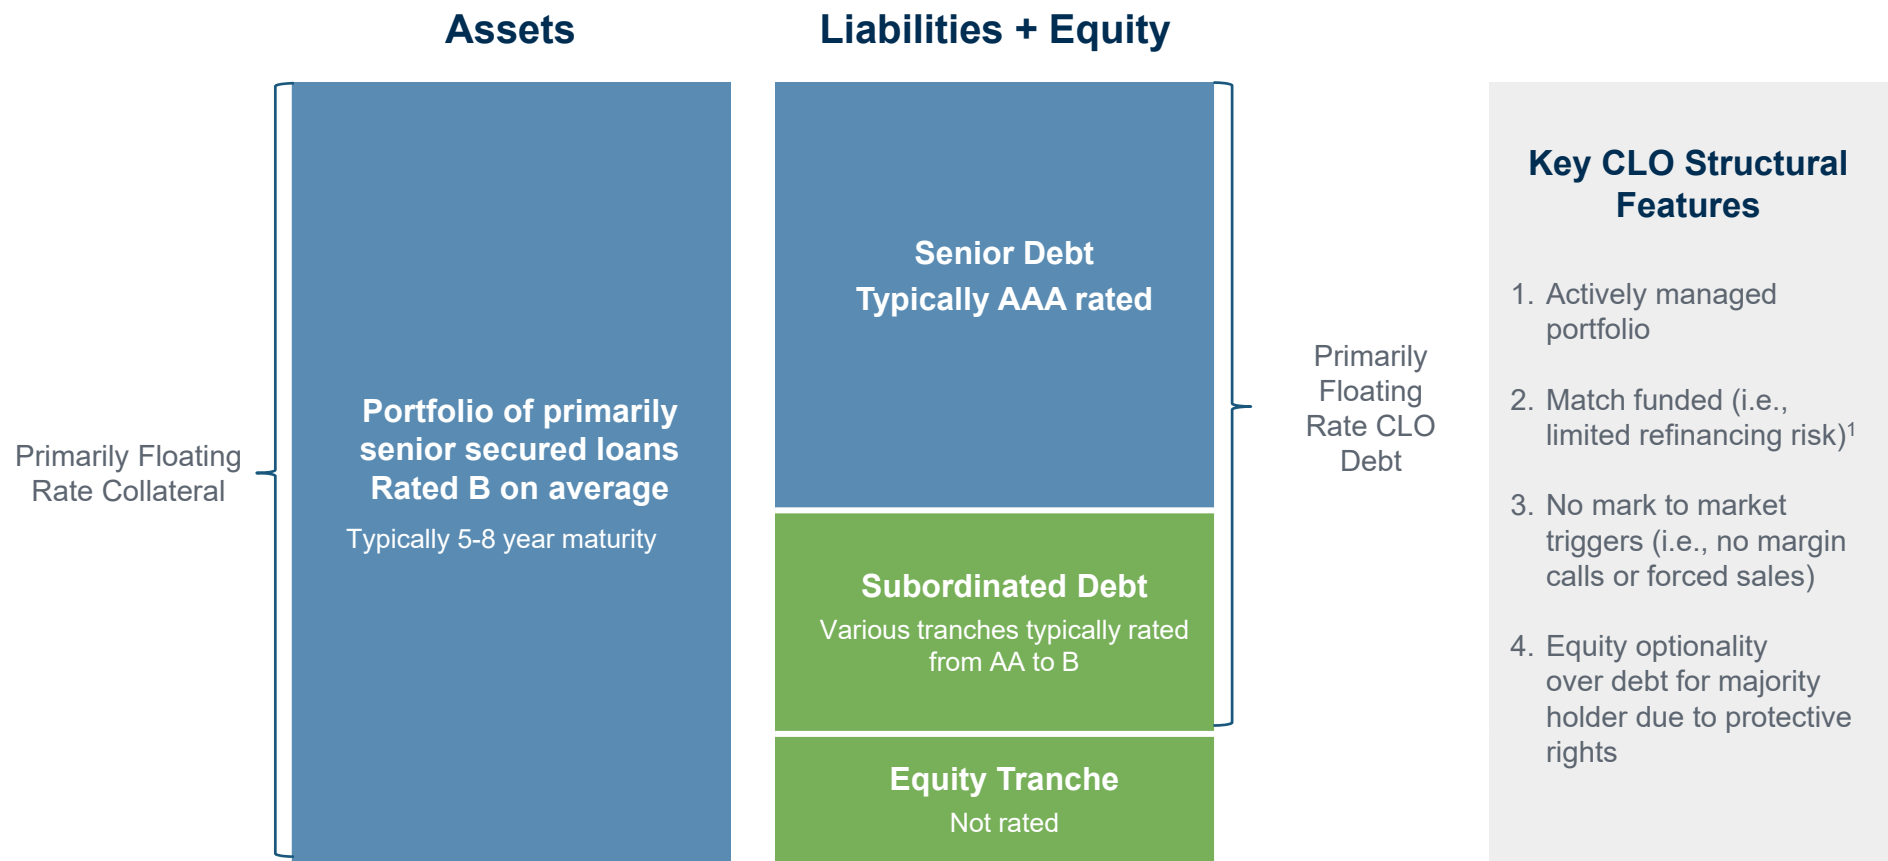 Assets
Liabilities + Equity
Primarily Floating
Rate Collateral
Portfolio of primarily
senior secured loans
Rated B on average
Typically 5-8 year maturity
Senior Debt
Typically AAA rated
Subordinated Debt
Various tranches typically rated
from AA to B
Equity Tranche
Not rated
Primarily
Floating
Rate CLO
Debt
Key CLO Structural
Features
1. Actively managed
portfolio
2. Match funded (i.e.,
limited refinancing risk)¹
3. No mark to market
triggers (i.e., no margin
calls or forced sales)
4. Equity optionality
over debt for majority
holder due to protective
rights